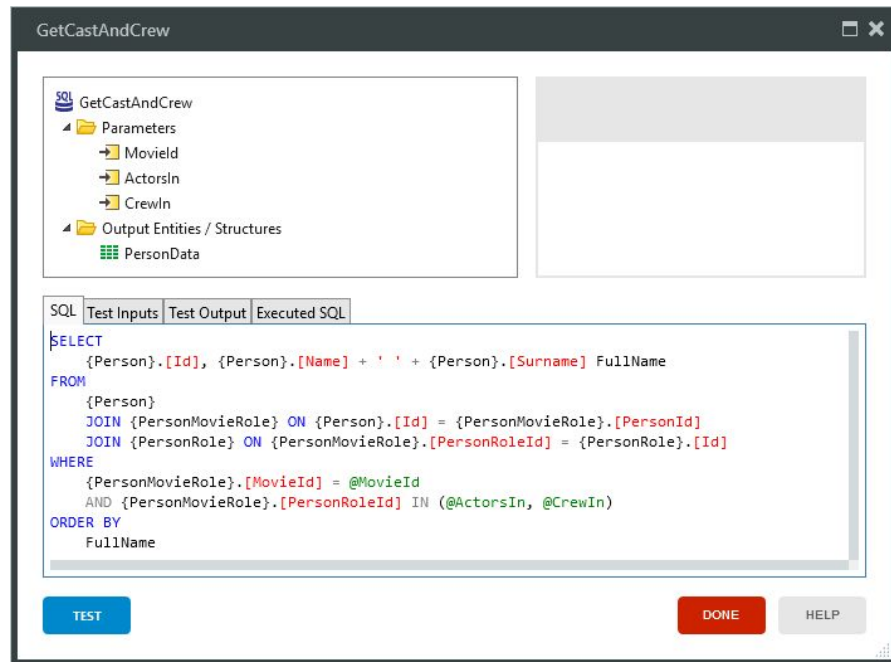 GetCastAndCrew
SQL GetCastAndCrew
Parameters
MovieId
ActorsIn
CrewIn
Output Entities / Structures
PersonData
SQL Test Inputs Test Output Executed SQL
SELECT
{Person}.[Id], {Person}.[Name] + ' ' + {Person}.[Surname] FullName
FROM
{Person}
JOIN {PersonMovieRole} ON {Person}.[Id] = {PersonMovieRole}.[PersonId]
JOIN {PersonRole} ON {PersonMovieRole}.[PersonRoleId] = {PersonRole}.[Id]
WHERE
{PersonMovieRole}.[MovieId] = @MovieId
AND {PersonMovieRole}.[PersonRoleId] IN (@ActorsIn, @CrewIn)
ORDER BY
FullName
TEST DONE HELP